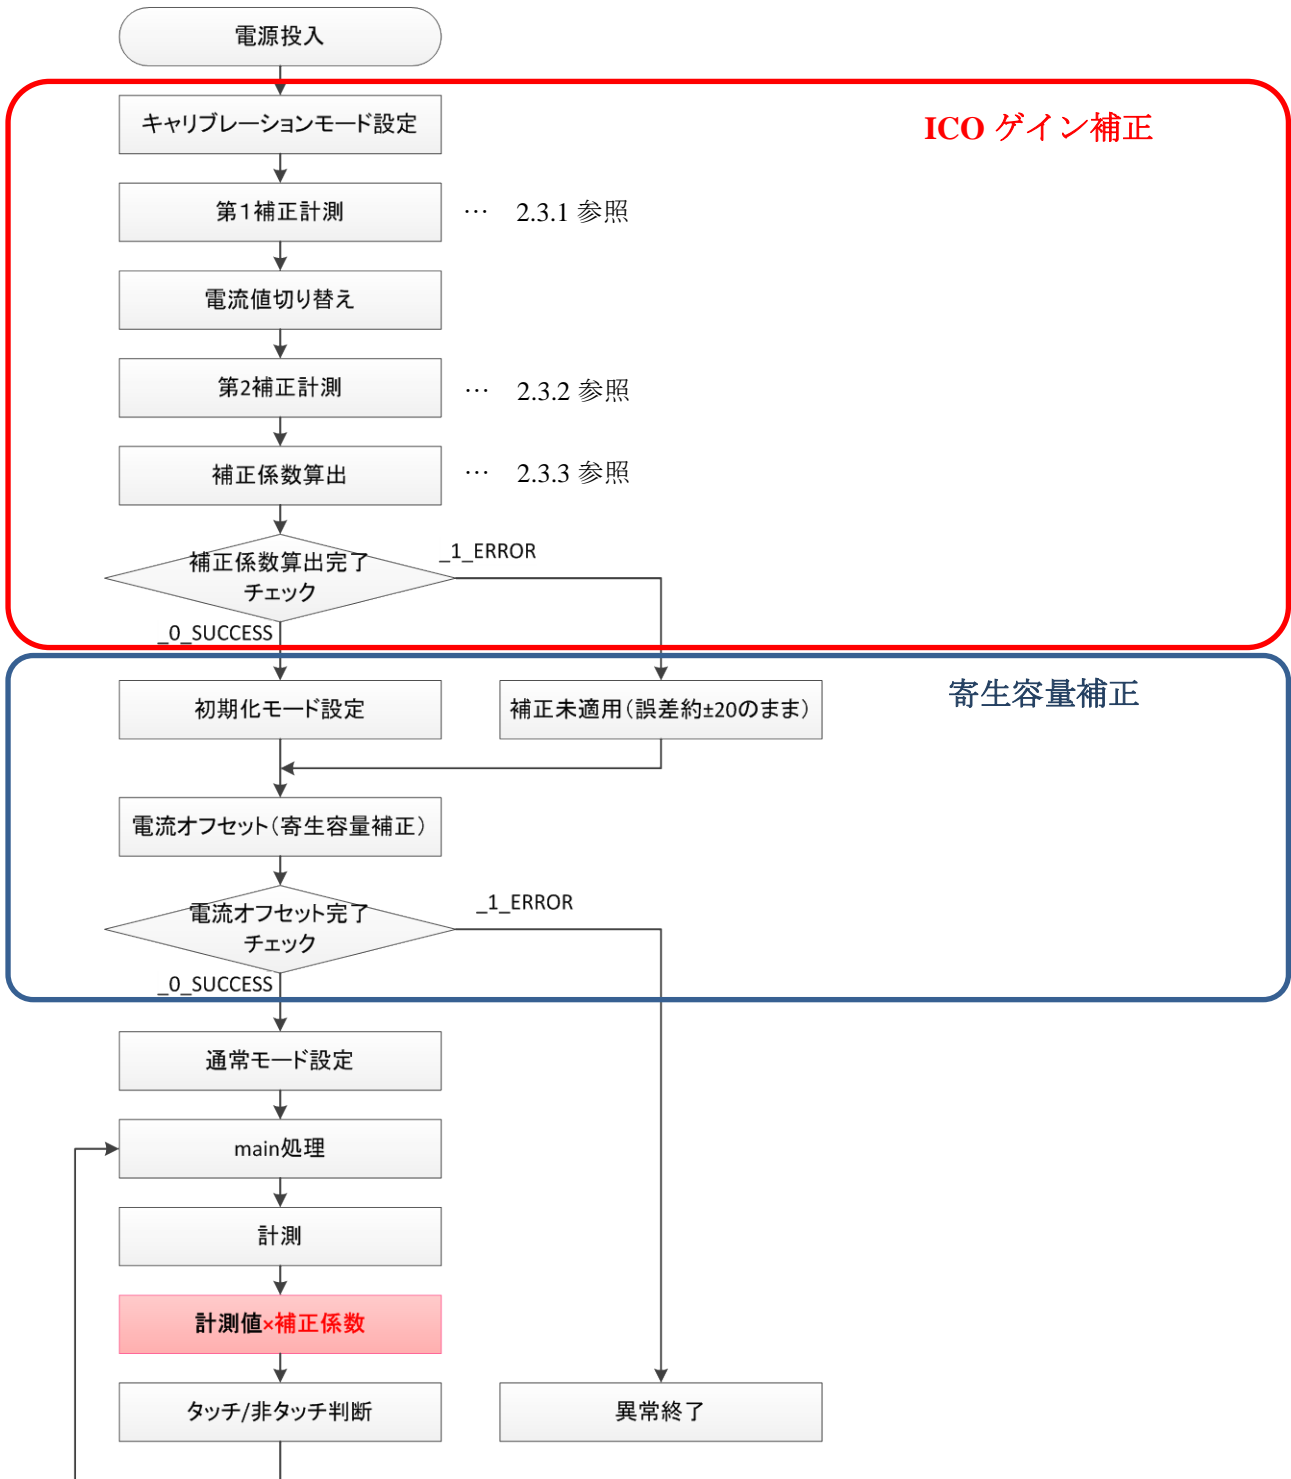 電源投入
キャリブレーションモード設定
ICO ゲイン補正
第1補正計測
… 2.3.1 参照
電流値切り替え
第2補正計測
… 2.3.2 参照
補正係数算出
… 2.3.3 参照
補正係数算出完了
チェック
_1_ERROR
_0_SUCCESS
初期化モード設定
補正未適用(誤差約±20のまま)
寄生容量補正
電流オフセット(寄生容量補正)
電流オフセット完了
チェック
_1_ERROR
_0_SUCCESS
通常モード設定
main処理
計測
計測値×補正係数
タッチ/非タッチ判断
異常終了